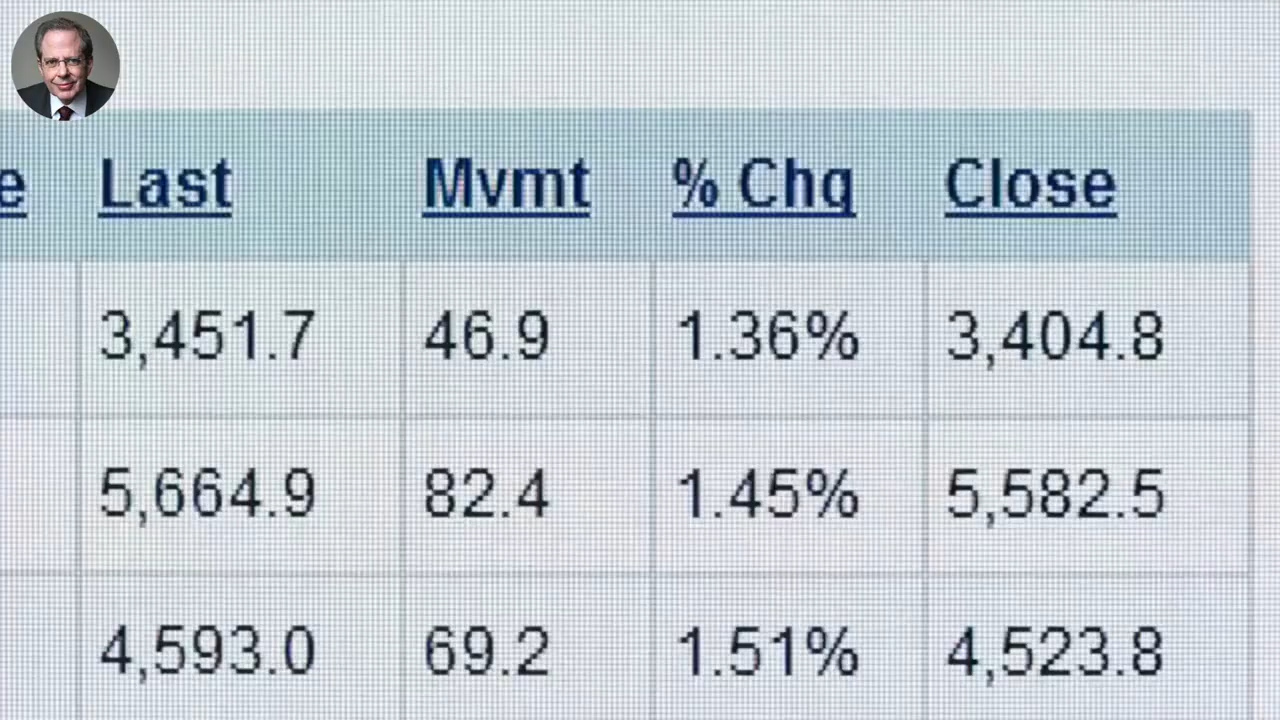 e Last Mvmt % Chg Close
3,451.7 46.9 1.36% 3,404.8
5,664.9 82.4 1.45% 5,582.5
4,593.0 69.2 1.51% 4,523.8